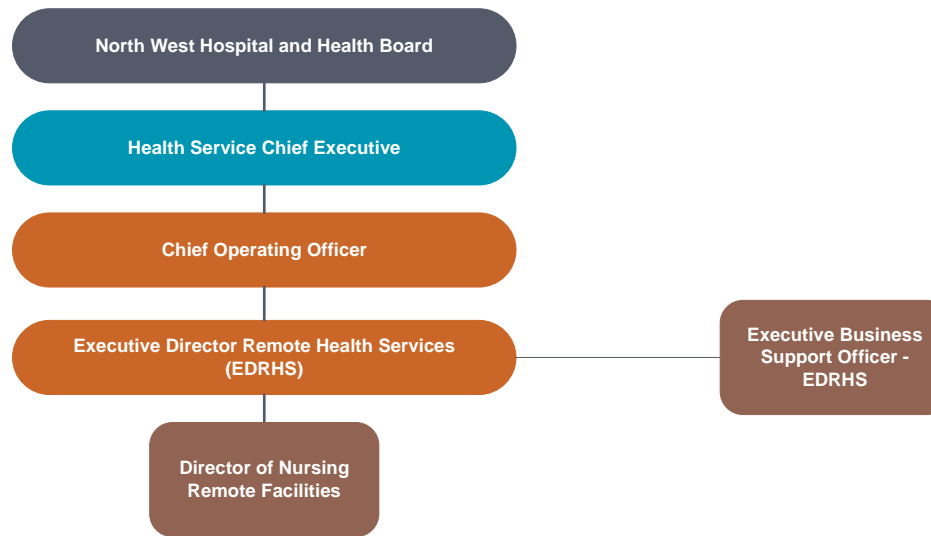 North West Hospital and Health Board
Health Service Chief Executive
Chief Operating Officer
Executive Director Remote Health Services
(EDRHS)
Executive Business
Support Officer -
EDRHS
Director of Nursing
Remote Facilities